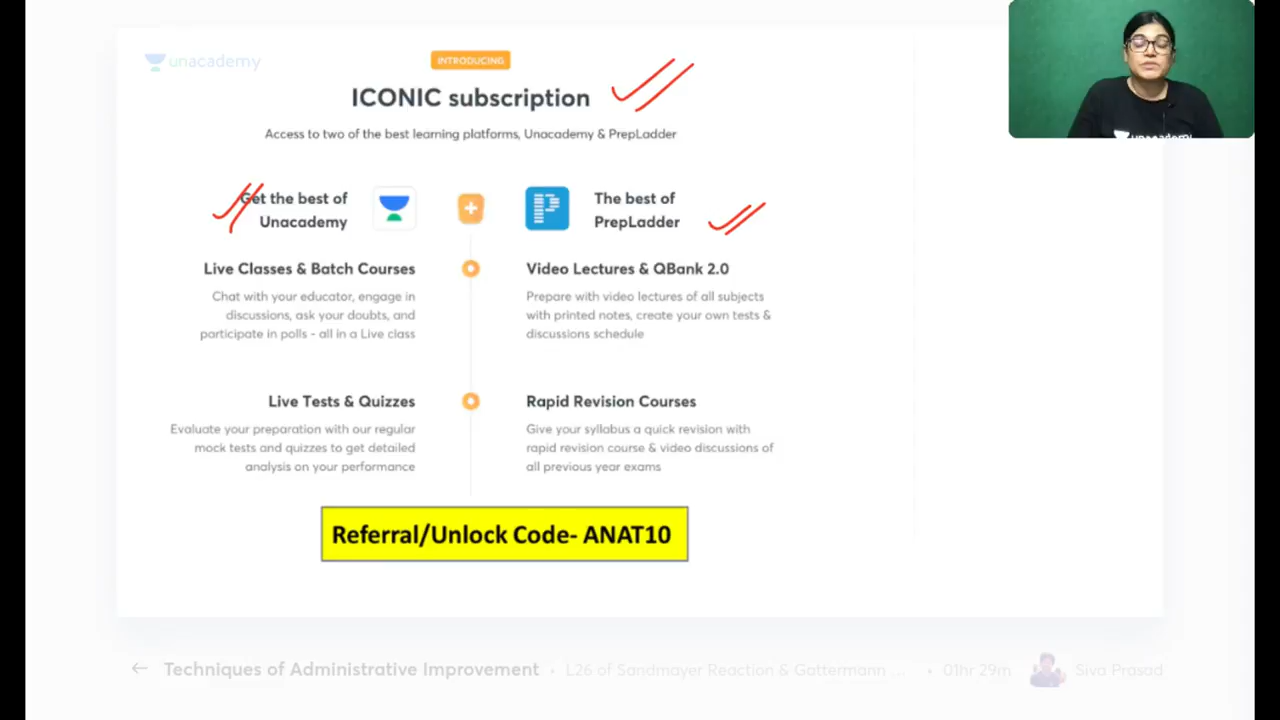 unacademy
INTRODUCING
ICONIC subscription
Access to two of the best learning platforms, Unacademy & PrepLadder
Get the best of
Unacademy
The best of
PrepLadder
Live Classes & Batch Courses
Chat with your educator, engage in
discussions, ask your doubts, and
participate in polls - all in a Live class
Video Lectures & QBank 2.0
Prepare with video lectures of all subjects
with printed notes, create your own tests &
discussions schedule
Live Tests & Quizzes
Evaluate your preparation with our regular
mock tests and quizzes to get detailed
analysis on your performance
Rapid Revision Courses
Give your syllabus a quick revision with
rapid revision course & video discussions of
all previous year exams
Referral/Unlock Code- ANAT10
Techniques of Administrative Improvement • L26 of Sandmayer Reaction & Gattermann ... • 01hr 29m Siva Prasad
unacademy